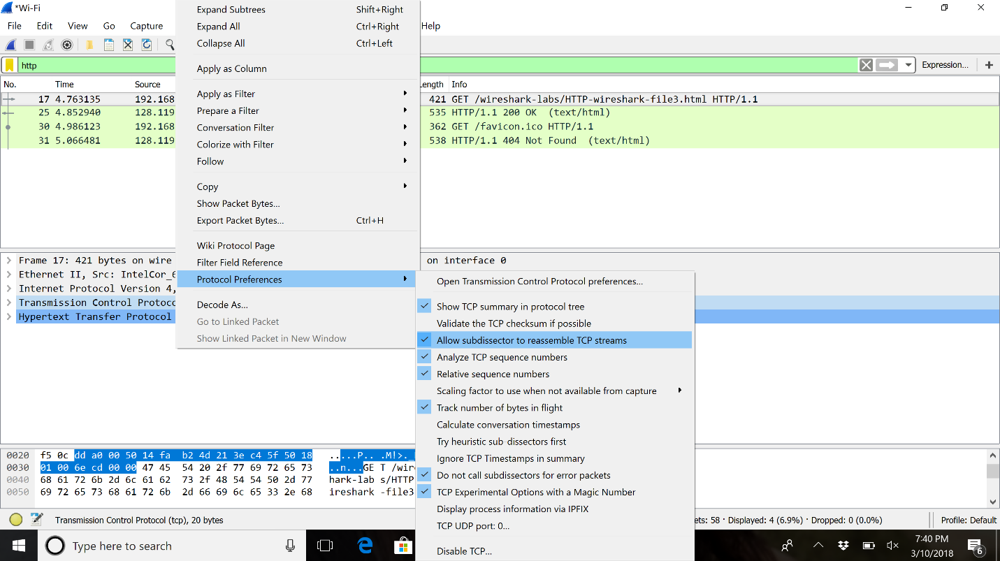 *Wi-Fi
File Edit View Go Capture Help
http Expression... +
No. Time Source Length Info
17 4.763135 192.168 421 GET /wireshark-labs/HTTP-wireshark-file3.html HTTP/1.1
25 4.852940 128.119 535 HTTP/1.1 200 OK (text/html)
30 4.986123 192.168 362 GET /favicon.ico HTTP/1.1
31 5.066481 128.119 538 HTTP/1.1 404 Not Found (text/html)
Expand Subtrees Shift+Right
Expand All Ctrl+Right
Collapse All Ctrl+Left
Apply as Column
Apply as Filter
Prepare a Filter
Conversation Filter
Colorize with Filter
Follow
Copy
Show Packet Bytes...
Export Packet Bytes... Ctrl+H
Wiki Protocol Page
Filter Field Reference
Protocol Preferences
Decode As...
Go to Linked Packet
Show Linked Packet in New Window
Frame 17: 421 bytes on wire on interface 0
Ethernet II, Src: IntelCor_6
Internet Protocol Version 4,
Transmission Control Protoco
Hypertext Transfer Protocol
Open Transmission Control Protocol preferences...
Show TCP summary in protocol tree
Validate the TCP checksum if possible
Allow subdissector to reassemble TCP streams
Analyze TCP sequence numbers
Relative sequence numbers
Scaling factor to use when not available from capture
Track number of bytes in flight
Calculate conversation timestamps
Try heuristic sub-dissectors first
Ignore TCP Timestamps in summary
Do not call subdissectors for error packets
TCP Experimental Options with a Magic Number
Display process information via IPFIX
TCP UDP port: 0...
Disable TCP...
0020 f5 0c dd a0 00 50 14 fa b2 4d 21 3e c4 5f 50 18 .....P.. .M!>.
0030 01 00 6e cd 00 00 47 45 54 20 2f 77 69 72 65 73 ..n...GE T /wir
0040 68 61 72 6b 2d 6c 61 62 73 2f 48 54 54 50 2d 77 hark-lab s/HTTP
0050 69 72 65 73 68 61 72 6b 2d 66 69 6c 65 33 2e 68 ireshark -file3
Transmission Control Protocol (tcp), 20 bytes
ets: 58 · Displayed: 4 (6.9%) · Dropped: 0 (0.0%) Profile: Default
Type here to search
7:40 PM
3/10/2018
6